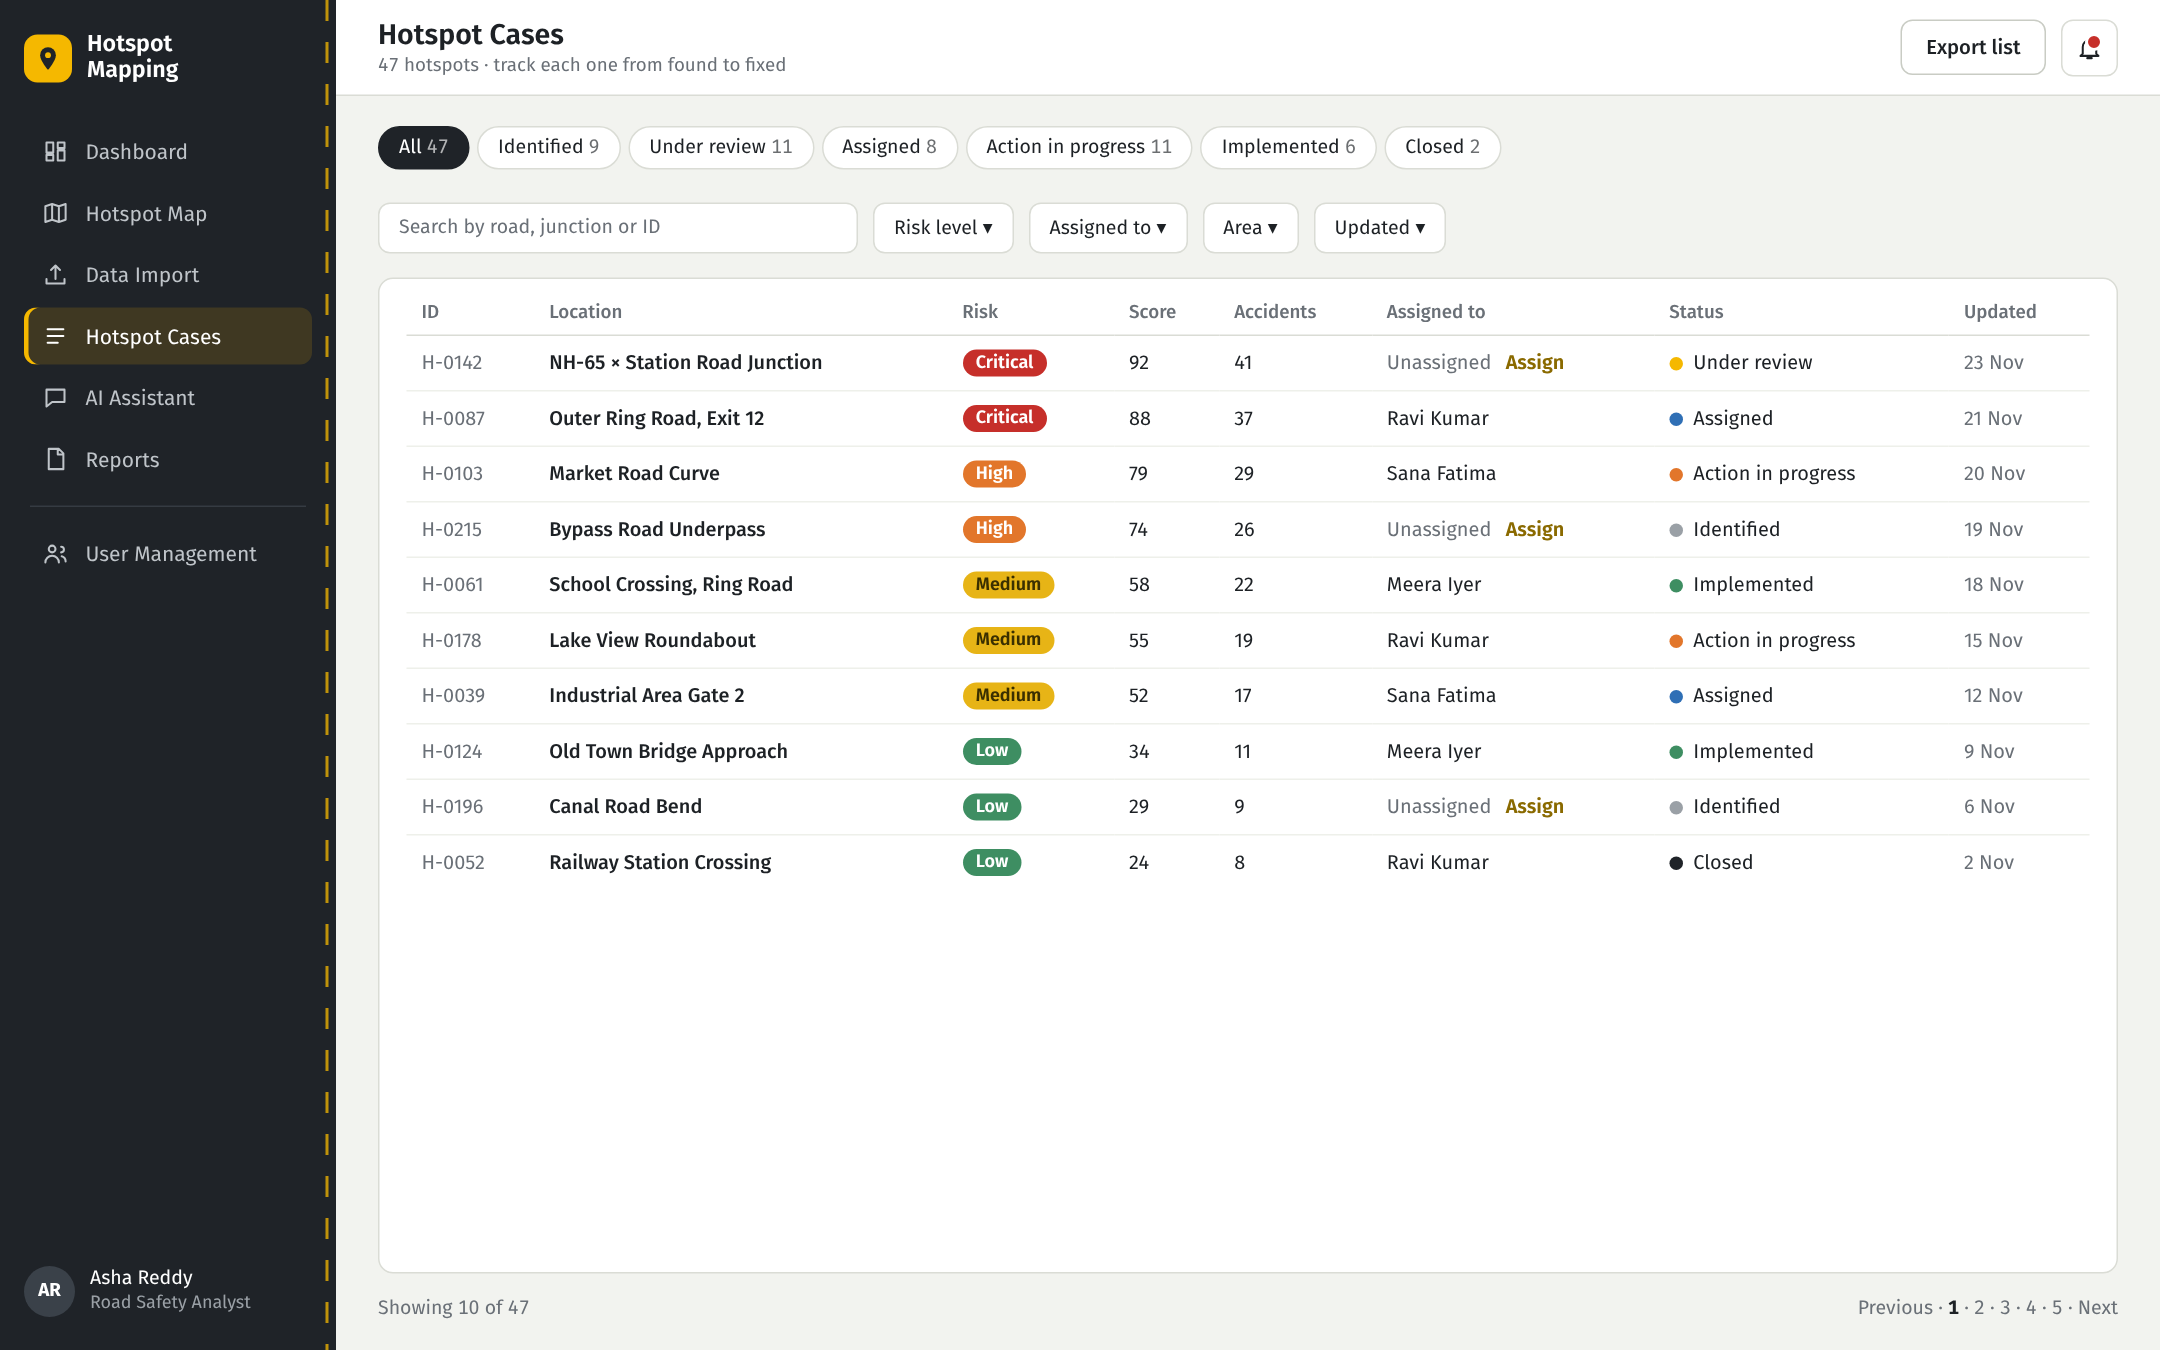 Hotspot
Mapping
Dashboard
Hotspot Map
Data Import
Hotspot Cases
AI Assistant
Reports
User Management
AR
Asha Reddy
Road Safety Analyst
Hotspot Cases
47 hotspots · track each one from found to fixed
Export list
All 47
Identified 9
Under review 11
Assigned 8
Action in progress 11
Implemented 6
Closed 2
Search by road, junction or ID
Risk level ▾
Assigned to ▾
Area ▾
Updated ▾
ID Location Risk Score Accidents Assigned to Status Updated
H-0142 NH-65 × Station Road Junction Critical 92 41 Unassigned Assign Under review 23 Nov
H-0087 Outer Ring Road, Exit 12 Critical 88 37 Ravi Kumar Assigned 21 Nov
H-0103 Market Road Curve High 79 29 Sana Fatima Action in progress 20 Nov
H-0215 Bypass Road Underpass High 74 26 Unassigned Assign Identified 19 Nov
H-0061 School Crossing, Ring Road Medium 58 22 Meera Iyer Implemented 18 Nov
H-0178 Lake View Roundabout Medium 55 19 Ravi Kumar Action in progress 15 Nov
H-0039 Industrial Area Gate 2 Medium 52 17 Sana Fatima Assigned 12 Nov
H-0124 Old Town Bridge Approach Low 34 11 Meera Iyer Implemented 9 Nov
H-0196 Canal Road Bend Low 29 9 Unassigned Assign Identified 6 Nov
H-0052 Railway Station Crossing Low 24 8 Ravi Kumar Closed 2 Nov
Showing 10 of 47
Previous · 1 · 2 · 3 · 4 · 5 · Next